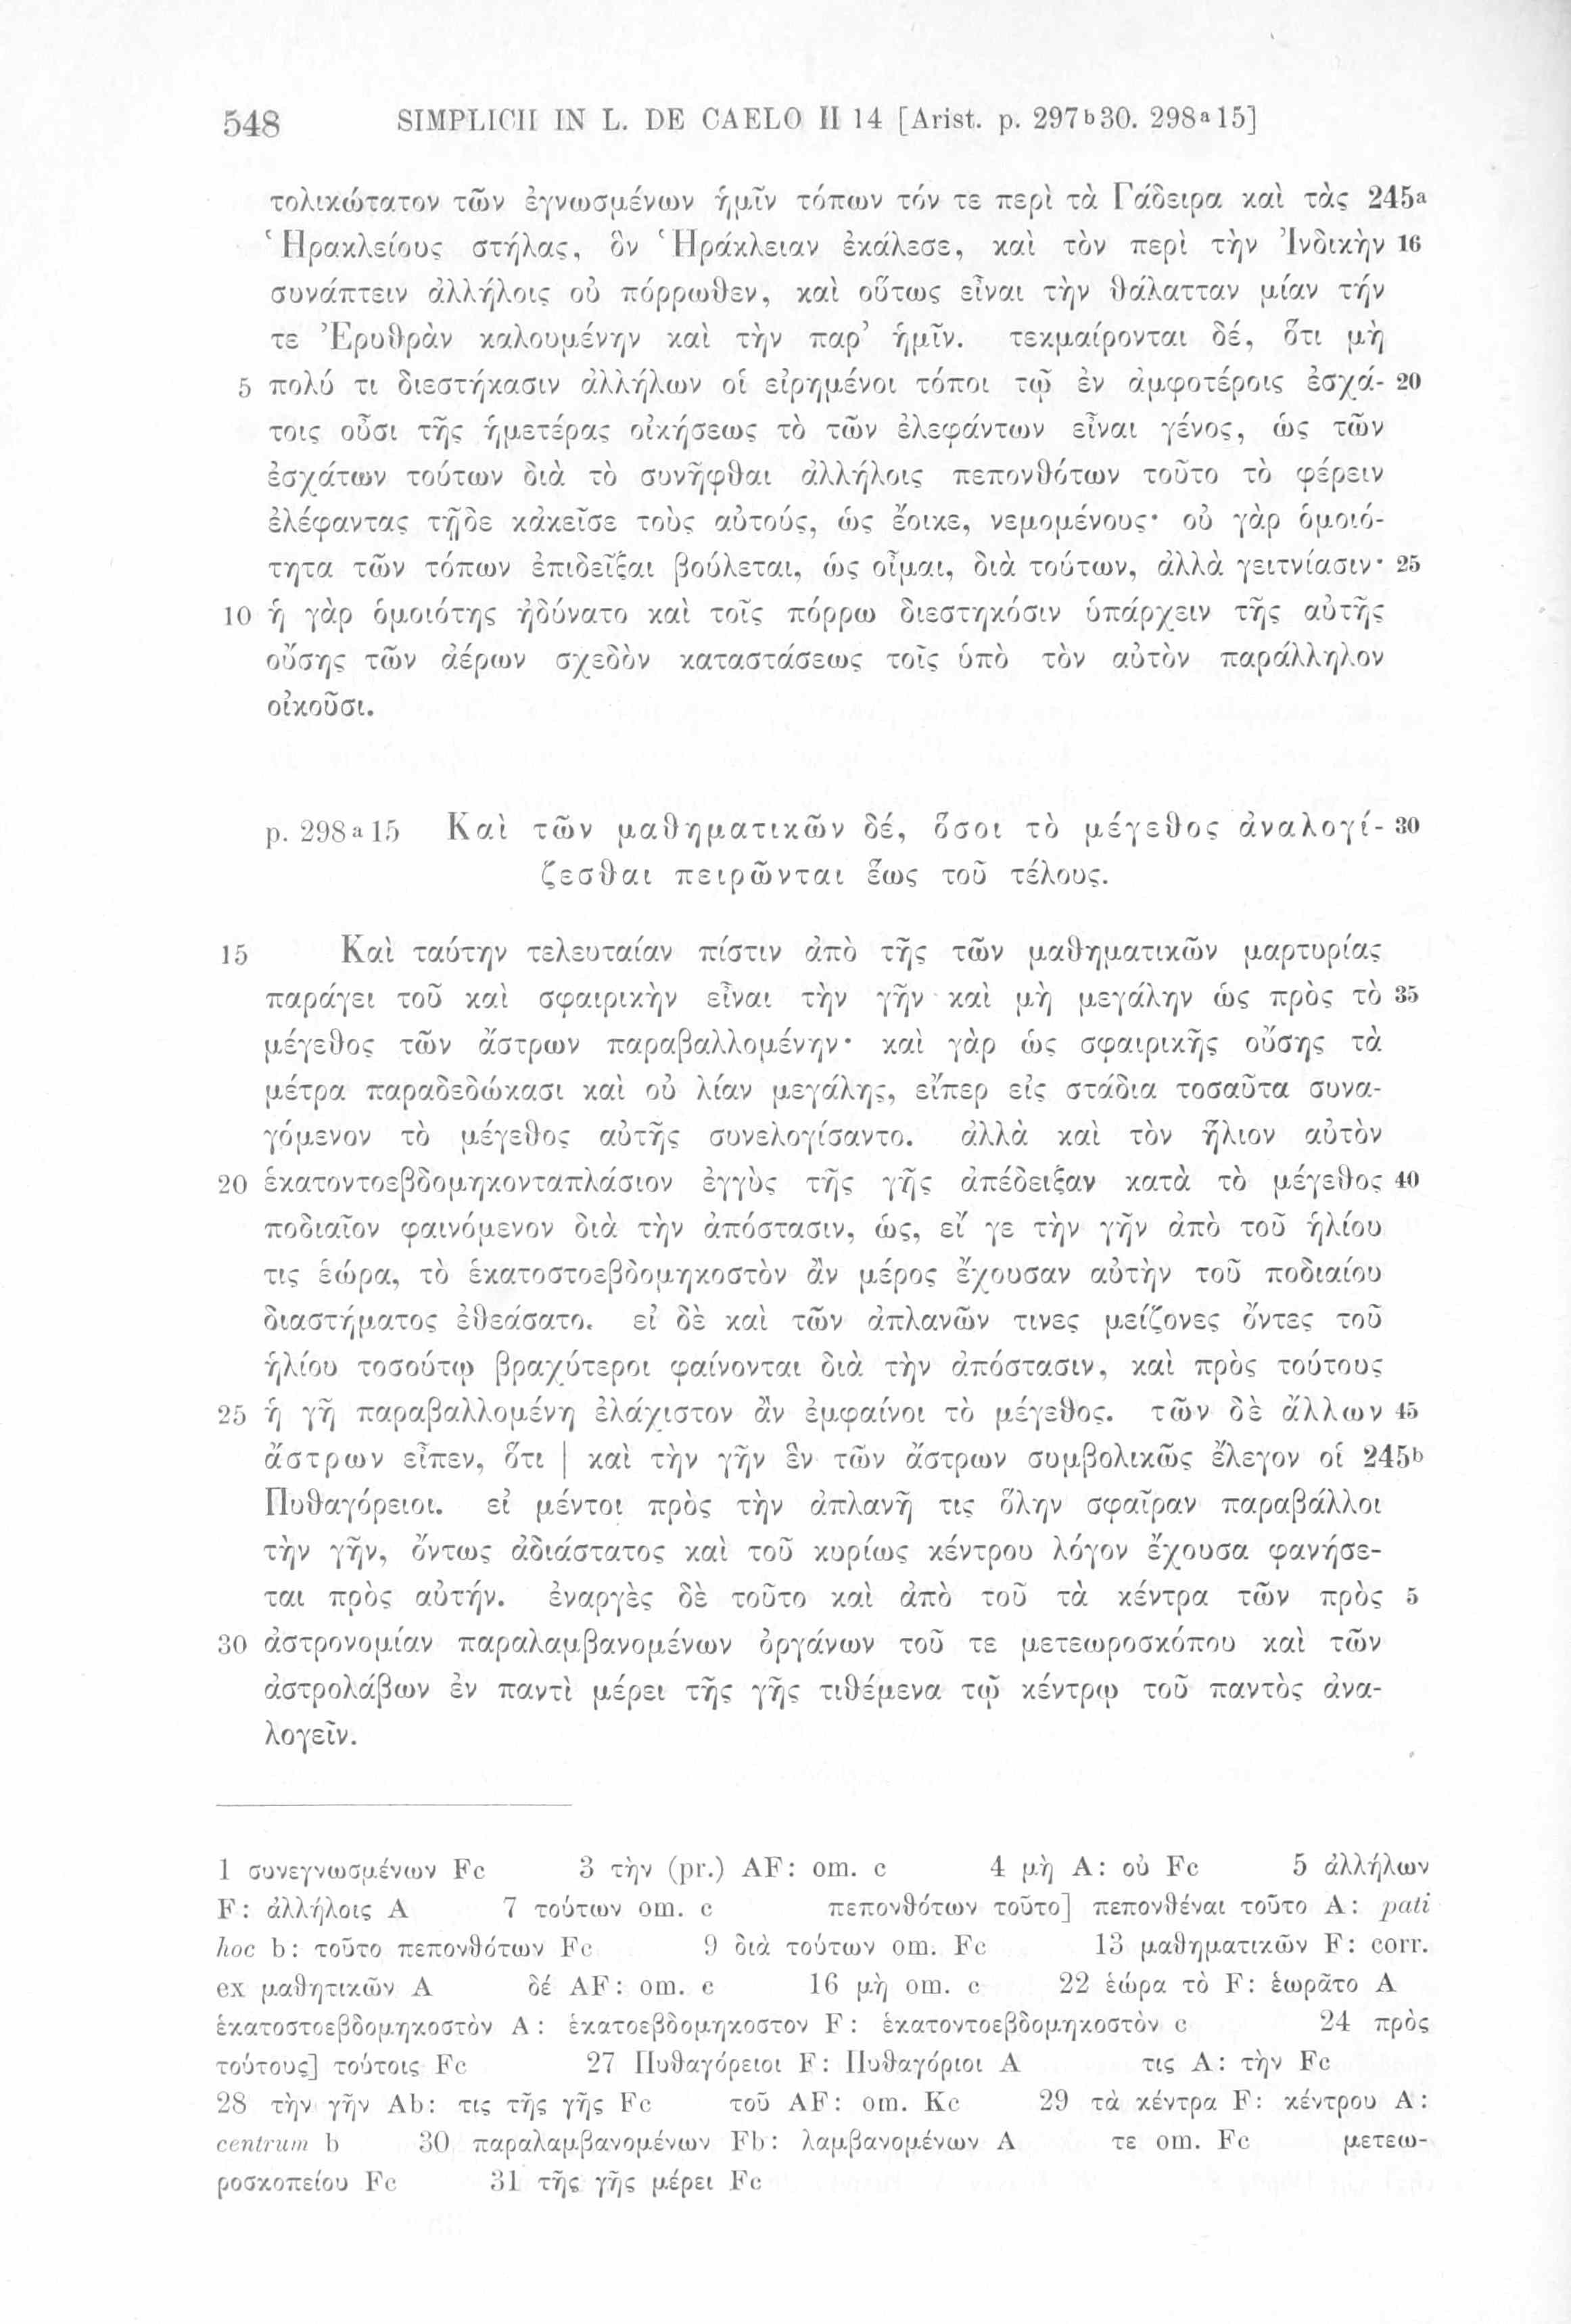 548 SIMPLICII IN L. DE CAELO II 14 [Arist. p. 297b30. 298a15]
τολικώτατον τῶν ἐγνωσμένων ἡμῖν τόπων τόν τε περὶ τὰ Γάδειρα καὶ τὰς 245a
Ἡρακλείους στήλας, ὃν Ἡράκλειαν ἐκάλεσε, καὶ τὸν περὶ τὴν Ἰνδικὴν 16
συνάπτειν ἀλλήλοις οὐ πόρρωθεν, καὶ οὕτως εἶναι τὴν θάλατταν μίαν τήν
τε Ἐρυθρὰν καλουμένην καὶ τὴν παρ’ ἡμῖν. τεκμαίρονται δέ, ὅτι μὴ
5 πολύ τι διεστήκασιν ἀλλήλων οἱ εἰρημένοι τόποι τῷ ἐν ἀμφοτέροις ἐσχά- 20
τοις οὖσι τῆς ἡμετέρας οἰκήσεως τὸ τῶν ἐλεφάντων εἶναι γένος, ὡς τῶν
ἐσχάτων τούτων διὰ τὸ συνῆφθαι ἀλλήλοις πεπονθότων τοῦτο τὸ φέρειν
ἐλέφαντας τῇδε κἀκεῖσε τοὺς αὐτούς, ὡς ἔοικε, νεμομένους· οὐ γὰρ ὁμοιό-
τητα τῶν τόπων ἐπιδεῖξαι βούλεται, ὡς οἶμαι, διὰ τούτων, ἀλλὰ γειτνίασιν· 25
10 ἡ γὰρ ὁμοιότης ἠδύνατο καὶ τοῖς πόρρω διεστηκόσιν ὑπάρχειν τῆς αὐτῆς
οὔσης τῶν ἀέρων σχεδὸν καταστάσεως τοῖς ὑπὸ τὸν αὐτὸν παράλληλον
οἰκοῦσι.
p. 298a15 Καὶ τῶν μαθηματικῶν δέ, ὅσοι τὸ μέγεθος ἀναλογί- 30
ζεσθαι πειρῶνται ἕως τοῦ τέλους.
15 Καὶ ταύτην τελευταίαν πίστιν ἀπὸ τῆς τῶν μαθηματικῶν μαρτυρίας
παράγει τοῦ καὶ σφαιρικὴν εἶναι τὴν γῆν καὶ μὴ μεγάλην ὡς πρὸς τὸ 35
μέγεθος τῶν ἄστρων παραβαλλομένην· καὶ γὰρ ὡς σφαιρικῆς οὔσης τὰ
μέτρα παραδεδώκασι καὶ οὐ λίαν μεγάλης, εἴπερ εἰς στάδια τοσαῦτα συνα-
γόμενον τὸ μέγεθος αὐτῆς συνελογίσαντο. ἀλλὰ καὶ τὸν ἥλιον αὐτὸν
20 ἑκατοντοεβδομηκονταπλάσιον ἐγγὺς τῆς γῆς ἀπέδειξαν κατὰ τὸ μέγεθος 40
ποδιαῖον φαινόμενον διὰ τὴν ἀπόστασιν, ὡς, εἴ γε τὴν γῆν ἀπὸ τοῦ ἡλίου
τις ἑώρα, τὸ ἑκατοστοεβδομηκοστὸν ἂν μέρος ἔχουσαν αὐτὴν τοῦ ποδιαίου
διαστήματος ἐθεάσατο. εἰ δὲ καὶ τῶν ἀπλανῶν τινες μείζονες ὄντες τοῦ
ἡλίου τοσούτῳ βραχύτεροι φαίνονται διὰ τὴν ἀπόστασιν, καὶ πρὸς τούτους
25 ἡ γῆ παραβαλλομένη ἐλάχιστον ἂν ἐμφαίνοι τὸ μέγεθος. τῶν δὲ ἄλλων 45
ἄστρων εἶπεν, ὅτι | καὶ τὴν γῆν ἓν τῶν ἄστρων συμβολικῶς ἔλεγον οἱ 245b
Πυθαγόρειοι. εἰ μέντοι πρὸς τὴν ἀπλανῆ τις ὅλην σφαῖραν παραβάλλοι
τὴν γῆν, ὄντως ἀδιάστατος καὶ τοῦ κυρίως κέντρου λόγον ἔχουσα φανήσε-
ται πρὸς αὐτήν. ἐναργὲς δὲ τοῦτο καὶ ἀπὸ τοῦ τὰ κέντρα τῶν πρὸς 5
30 ἀστρονομίαν παραλαμβανομένων ὀργάνων τοῦ τε μετεωροσκόπου καὶ τῶν
ἀστρολάβων ἐν παντὶ μέρει τῆς γῆς τιθέμενα τῷ κέντρῳ τοῦ παντὸς ἀνα-
λογεῖν.
1 συνεγνωσμένων Fc 3 τὴν (pr.) AF: om. c 4 μὴ A: οὐ Fc 5 ἀλλήλων
F: ἀλλήλοις A 7 τούτων om. c πεπονθότων τοῦτο] πεπονθέναι τοῦτο A: pati
hoc b: τοῦτο πεπονθότων Fc 9 διὰ τούτων om. Fc 13 μαθηματικῶν F: corr.
ex μαθητικῶν A δέ AF: om. c 16 μὴ om. c 22 ἑώρα τὸ F: ἑωρᾶτο A
ἑκατοστοεβδομηκοστὸν A: ἑκατοεβδομηκοστον F: ἑκατοντοεβδομηκοστὸν c 24 πρὸς
τούτους] τούτοις Fc 27 Πυθαγόρειοι F: Πυθαγόριοι A τις A: τὴν Fc
28 τὴν γῆν Ab: τις τῆς γῆς Fc τοῦ AF: om. Kc 29 τὰ κέντρα F: κέντρου A:
centrum b 30 παραλαμβανομένων Fb: λαμβανομένων A τε om. Fc μετεω-
ροσκοπείου Fc 31 τῆς γῆς μέρει Fc